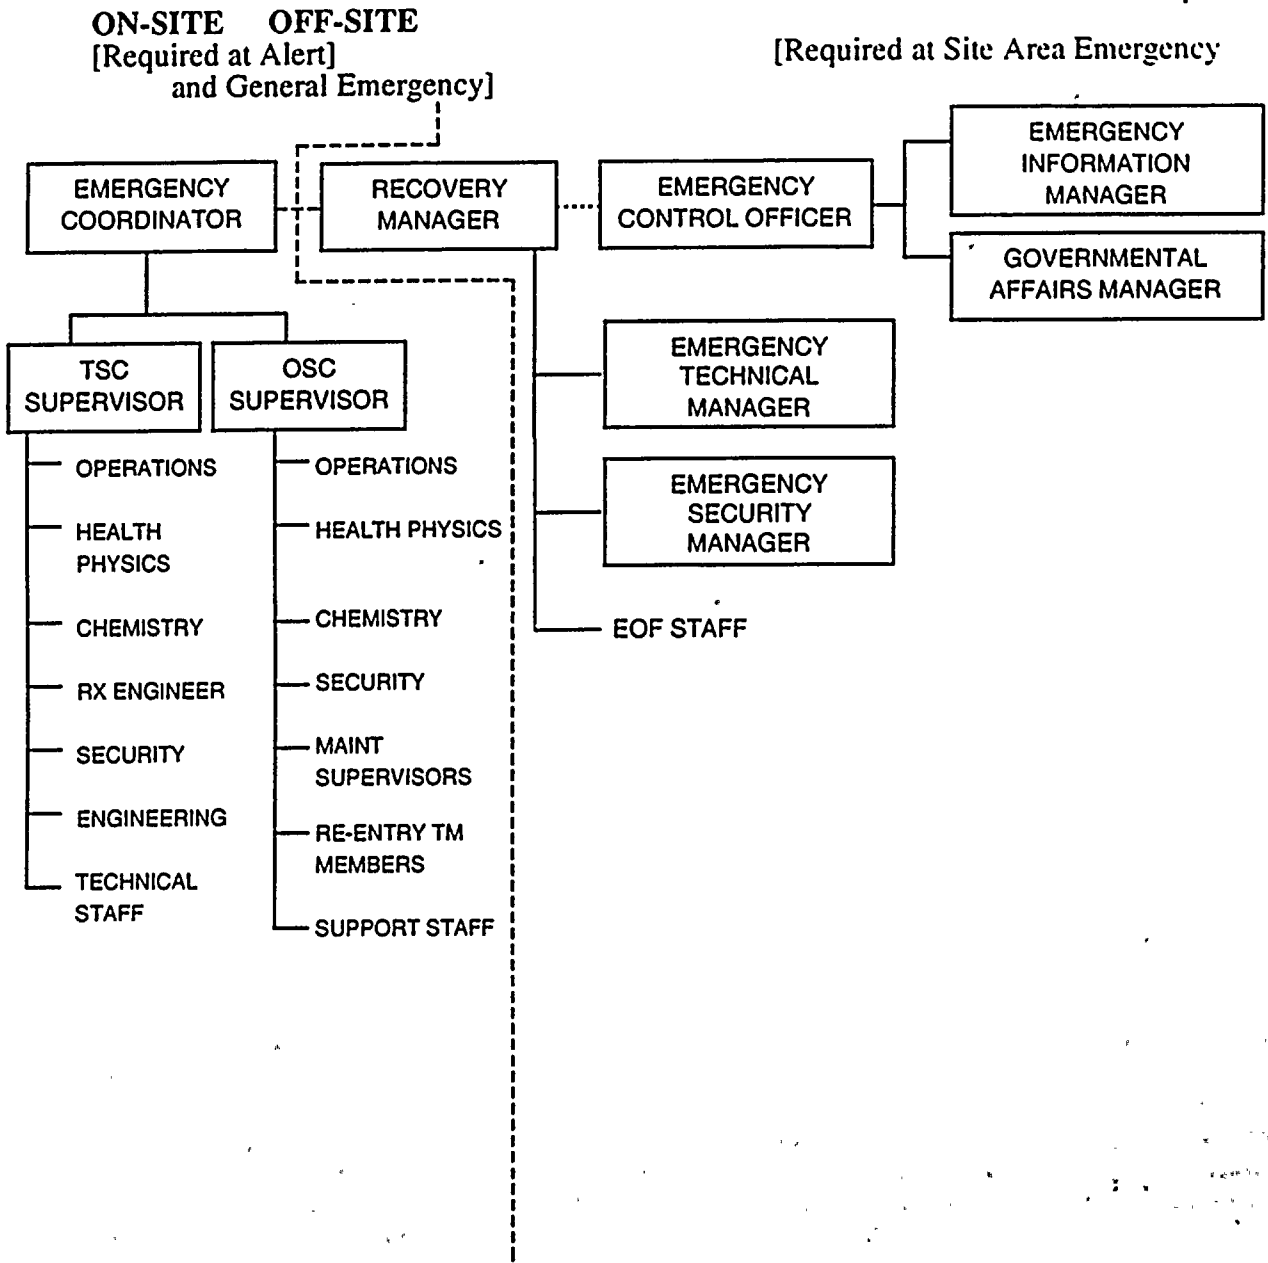 ON-SITE OFF-SITE
[Required at Alert]
and General Emergency]
[Required at Site Area Emergency
EMERGENCY
COORDINATOR
RECOVERY
MANAGER
EMERGENCY
CONTROL OFFICER
EMERGENCY
INFORMATION
MANAGER
GOVERNMENTAL
AFFAIRS MANAGER
TSC
SUPERVISOR
OSC
SUPERVISOR
EMERGENCY
TECHNICAL
MANAGER
EMERGENCY
SECURITY
MANAGER
EOF STAFF
OPERATIONS
HEALTH
PHYSICS
CHEMISTRY
RX ENGINEER
SECURITY
ENGINEERING
TECHNICAL
STAFF
OPERATIONS
HEALTH PHYSICS
CHEMISTRY
SECURITY
MAINT
SUPERVISORS
RE-ENTRY TM
MEMBERS
SUPPORT STAFF